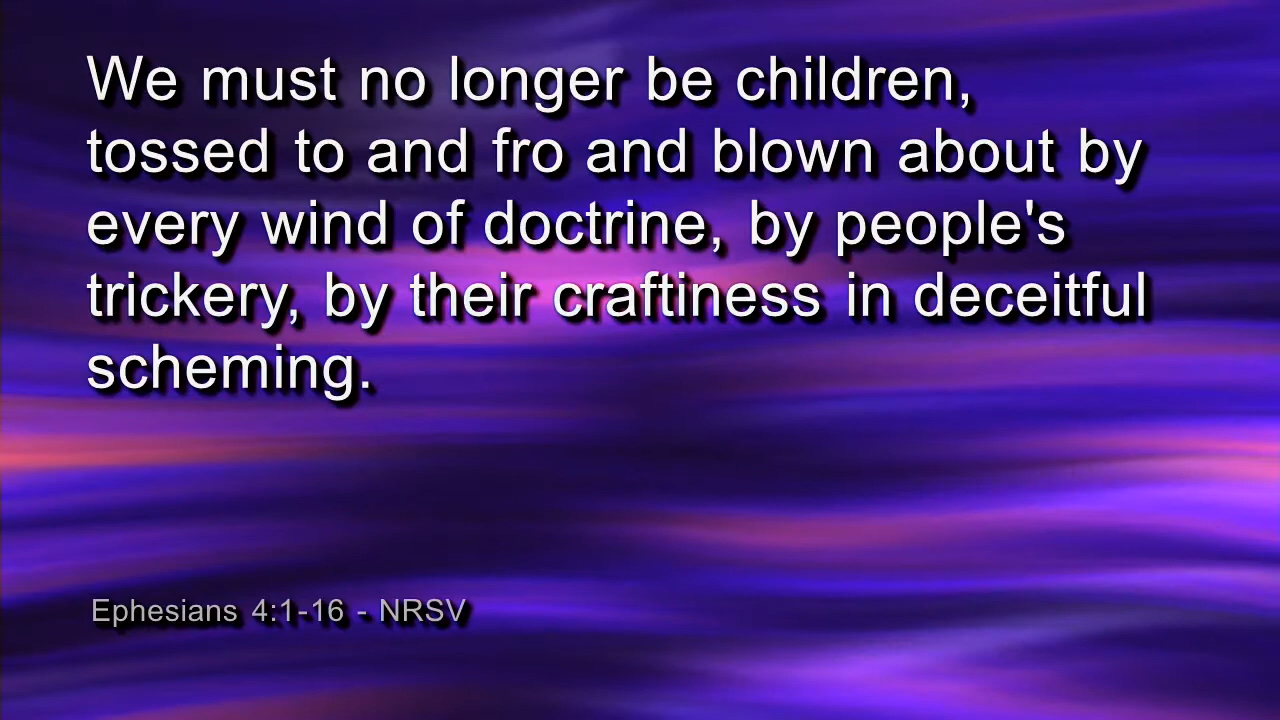 We must no longer be children,
tossed to and fro and blown about by
every wind of doctrine, by people's
trickery, by their craftiness in deceitful
scheming.
Ephesians 4:1-16 - NRSV